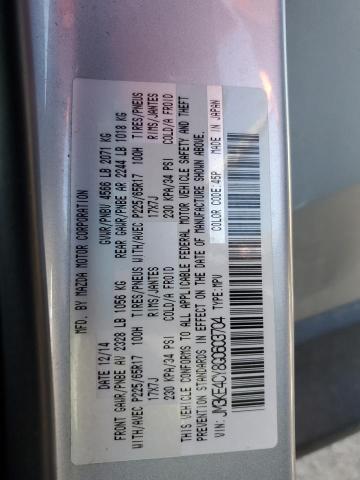 MFD. BY MAZDA MOTOR CORPORATION
DATE: 12/14 GVWR/PNBV 4566 LB 2071 KG
FRONT GAWR/PNBE AV 2328 LB 1056 KG REAR GAWR/PNBE AR 2244 LB 1018 KG
WITH/AVEC P225/65R17 100H TIRES/PNEUS WITH/AVEC P225/65R17 100H TIRES/PNEUS
17X7J RIMS/JANTES 17X7J RIMS/JANTES
230 KPA/34 PSI COLD/A FROID 230 KPA/34 PSI COLD/A FROID
THIS VEHICLE CONFORMS TO ALL APPLICABLE FEDERAL MOTOR VEHICLE SAFETY AND THEFT
PREVENTION STANDARDS IN EFFECT ON THE DATE OF MANUFACTURE SHOWN ABOVE.
VIN: JM3KE4CY8G0603704 TYPE:MPV COLOR CODE:45P MADE IN JAPAN